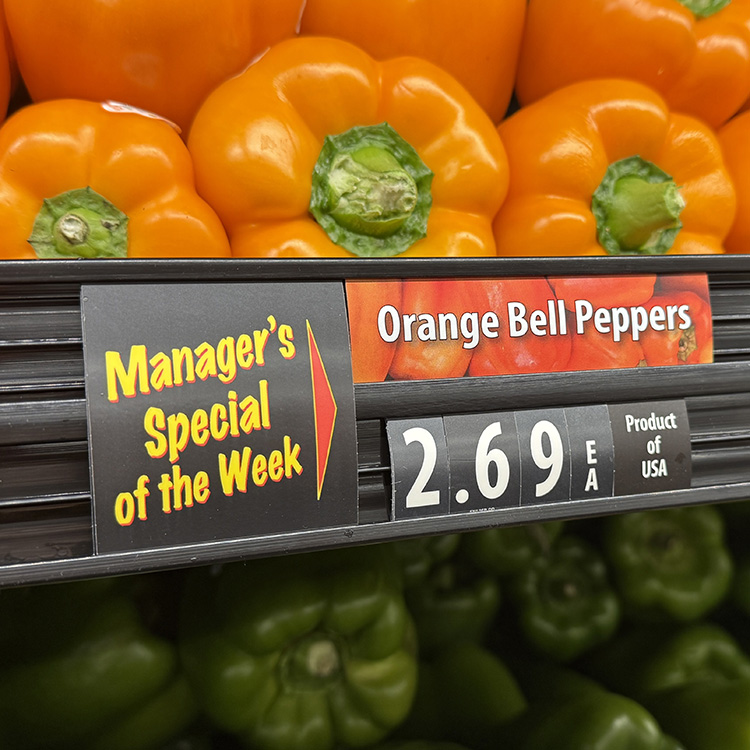 Manager's
Special
of the Week
Orange Bell Peppers
2.69 EA
Product
of
USA